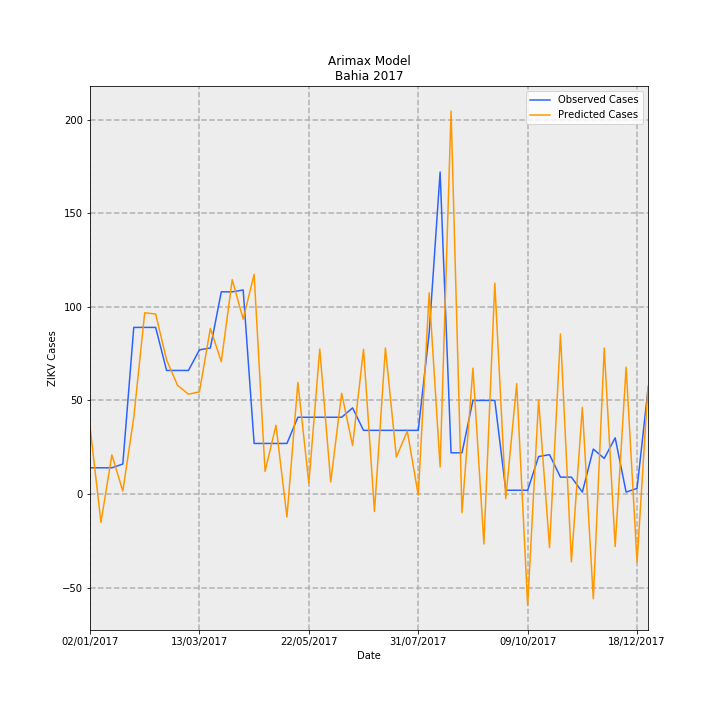 Arimax Model
Bahia 2017
Observed Cases
Predicted Cases
ZIKV Cases
200
150
100
50
0
−50
02/01/2017 13/03/2017 22/05/2017 31/07/2017 09/10/2017 18/12/2017
Date